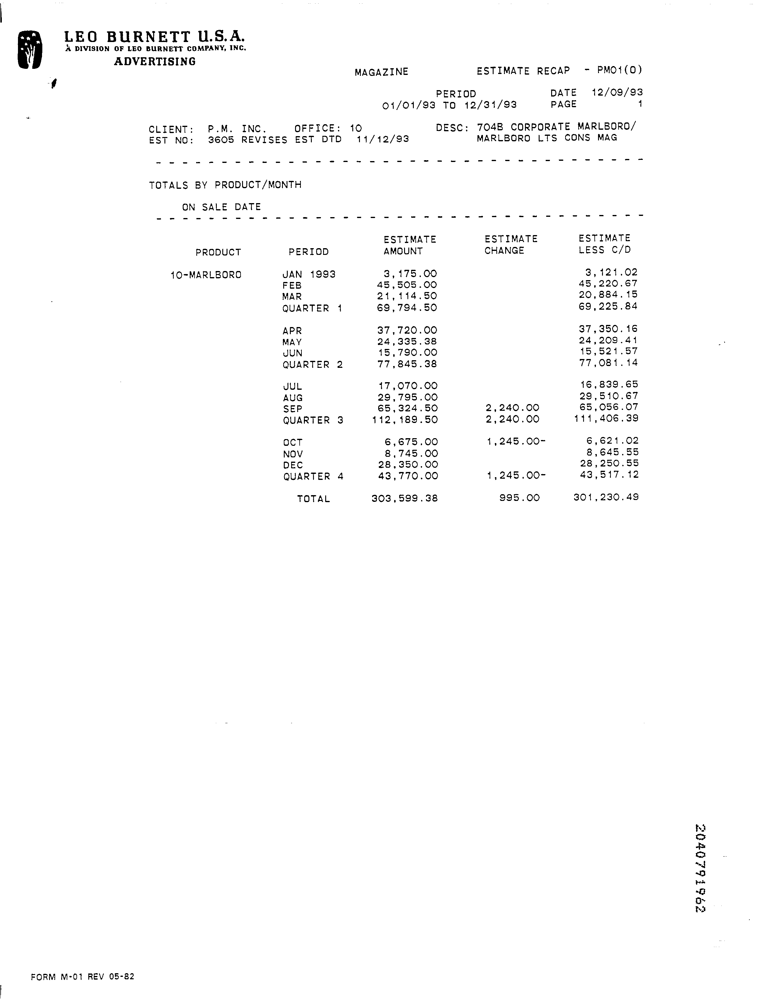 LEO BURNETT U.S.A.
A DIVISION OF LEO BURNETT COMPANY, INC.
ADVERTISING
MAGAZINE ESTIMATE RECAP - PM01(O)
PERIOD DATE 12/09/93
01/01/93 TO 12/31/93 PAGE 1
CLIENT: P.M. INC. OFFICE: 10 DESC: 704B CORPORATE MARLBORO/
EST NO: 3605 REVISES EST DTD 11/12/93 MARLBORO LTS CONS MAG
TOTALS BY PRODUCT/MONTH
ON SALE DATE
ESTIMATE ESTIMATE ESTIMATE
PRODUCT PERIOD AMOUNT CHANGE LESS C/D
10-MARLBORO JAN 1993 3,175.00 3,121.02
FEB 45,505.00 45,220.67
MAR 21,114.50 20,884.15
QUARTER 1 69,794.50 69,225.84
APR 37,720.00 37,350.16
MAY 24,335.38 24,209.41
JUN 15,790.00 15,521.57
QUARTER 2 77,845.38 77,081.14
JUL 17,070.00 16,839.65
AUG 29,795.00 29,510.67
SEP 65,324.50 2,240.00 65,056.07
QUARTER 3 112,189.50 2,240.00 111,406.39
OCT 6,675.00 1,245.00- 6,621.02
NOV 8,745.00 8,645.55
DEC 28,350.00 28,250.55
QUARTER 4 43,770.00 1,245.00- 43,517.12
TOTAL 303,599.38 995.00 301,230.49
2040791962
FORM M-01 REV 05-82